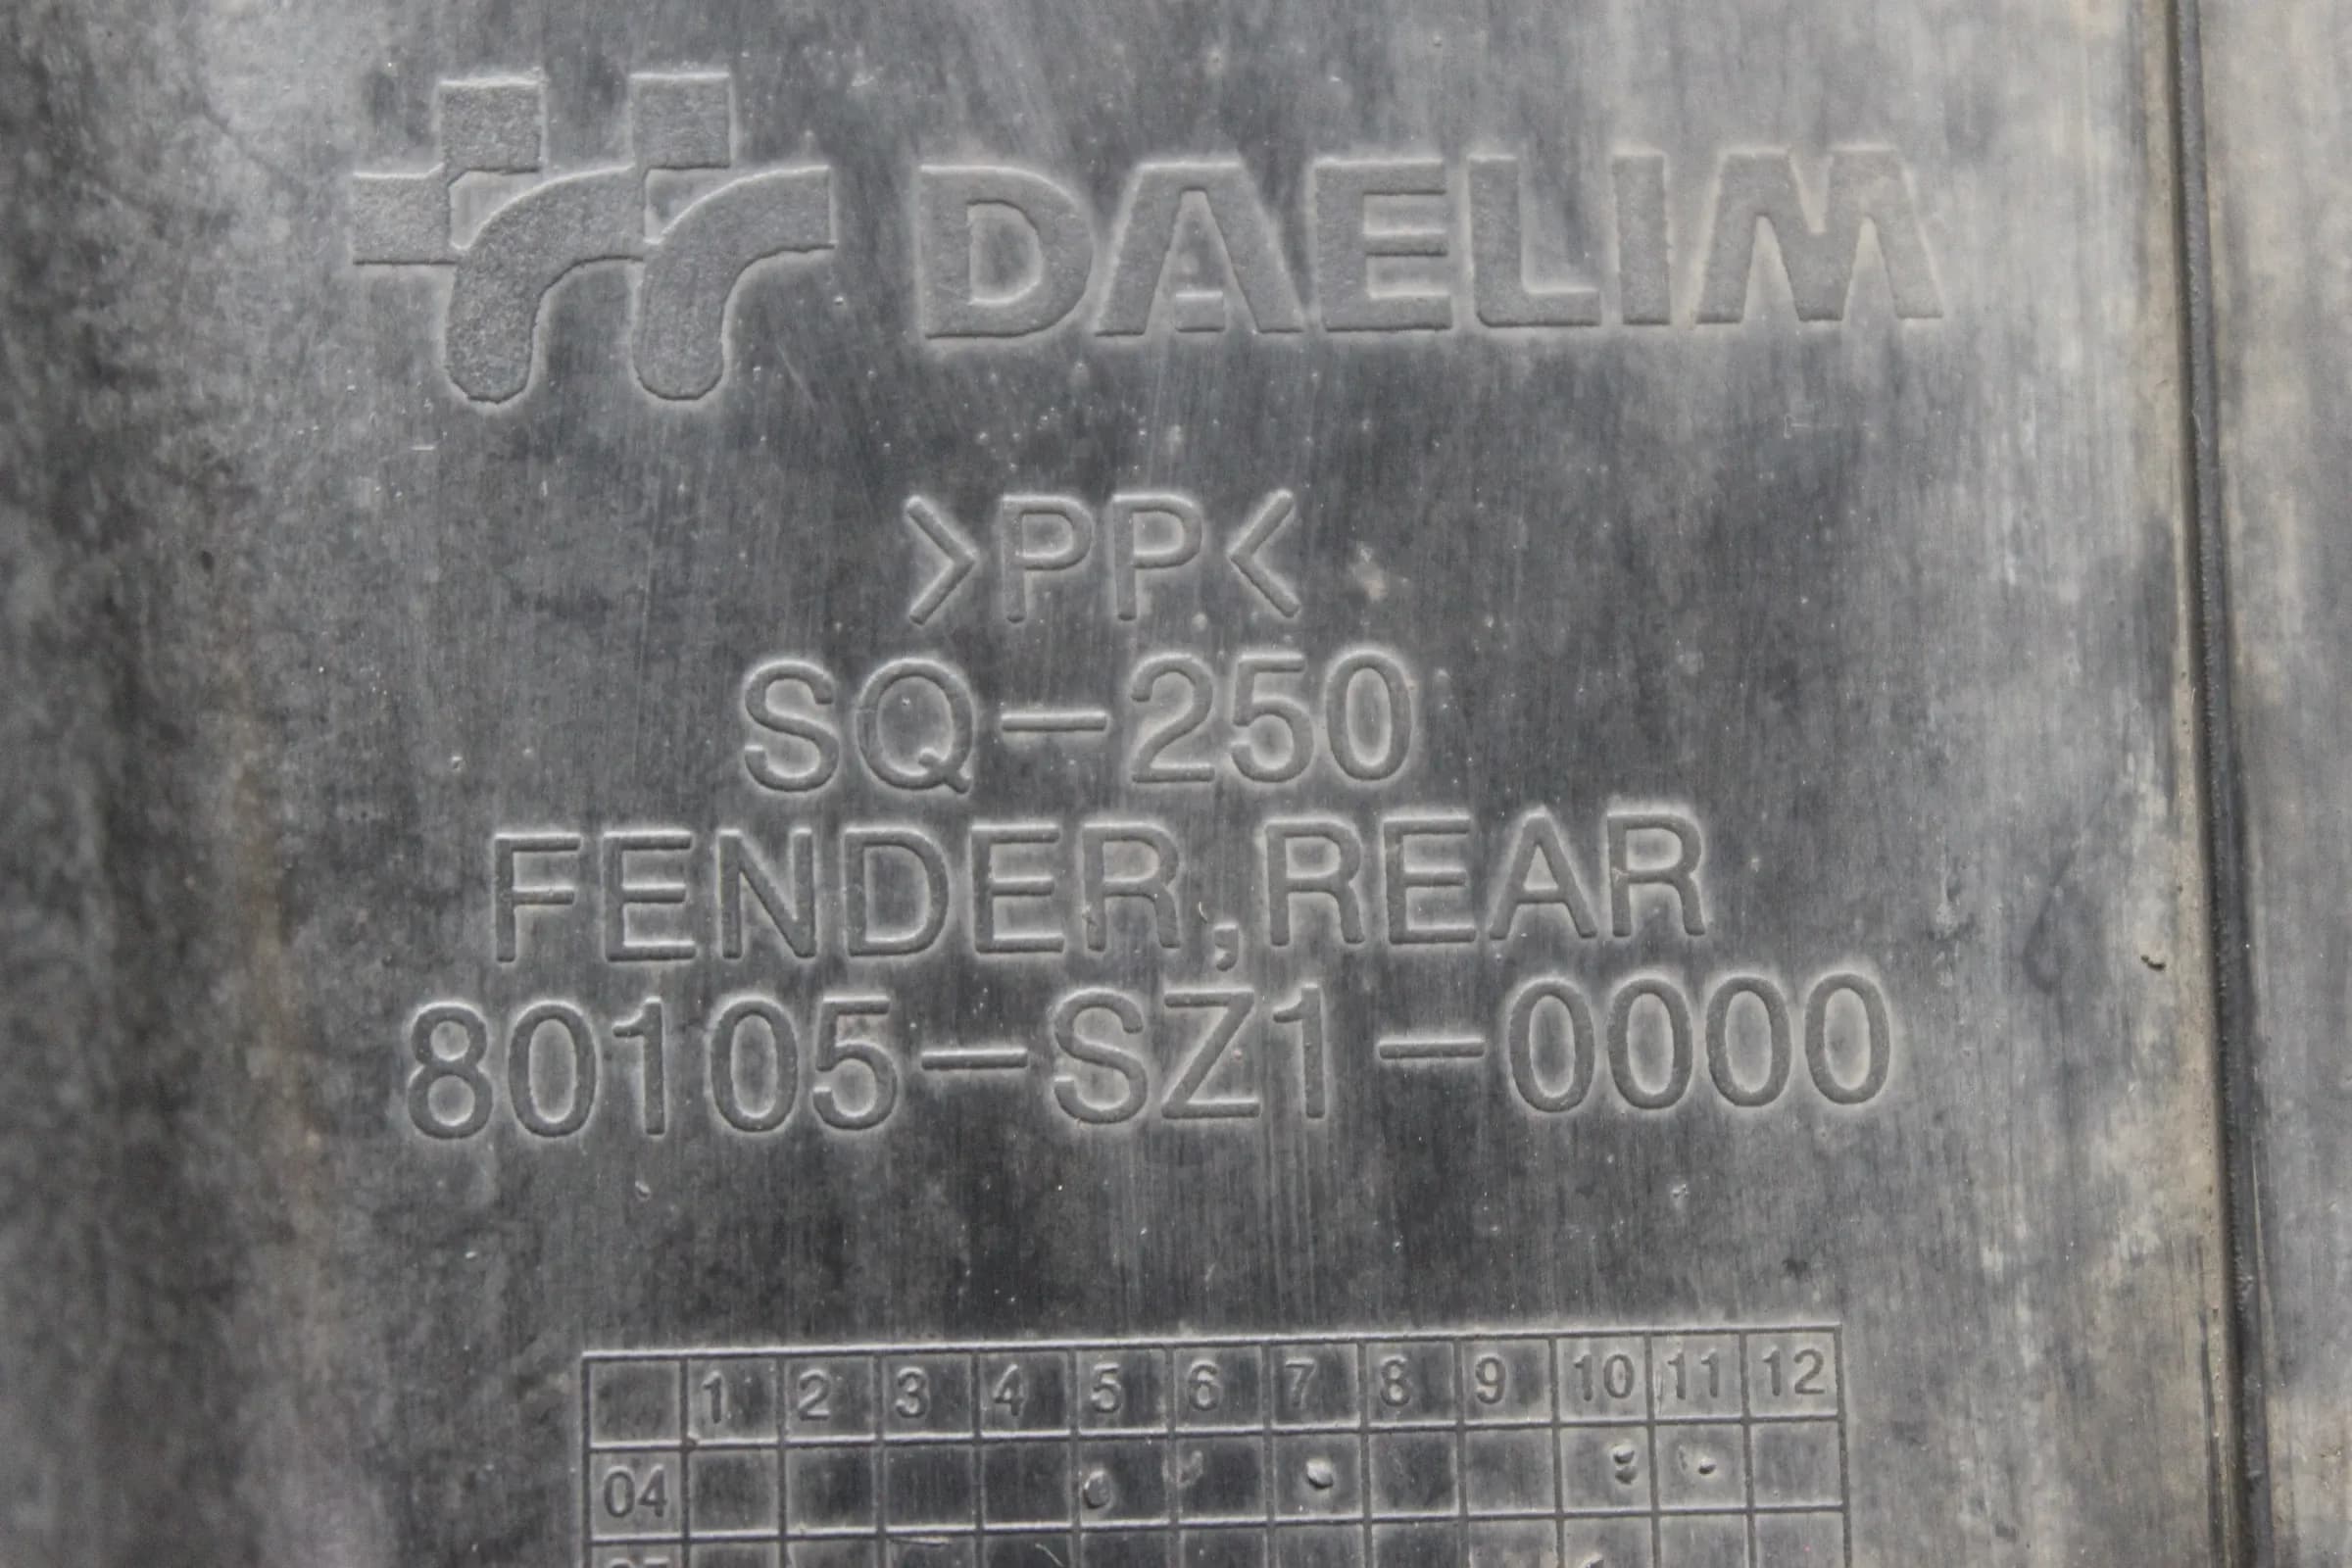 DAELIM
>PP<
SQ-250
FENDER,REAR
80105-SZ1-0000
1 2 3 4 5 6 7 8 9 10 11 12
04